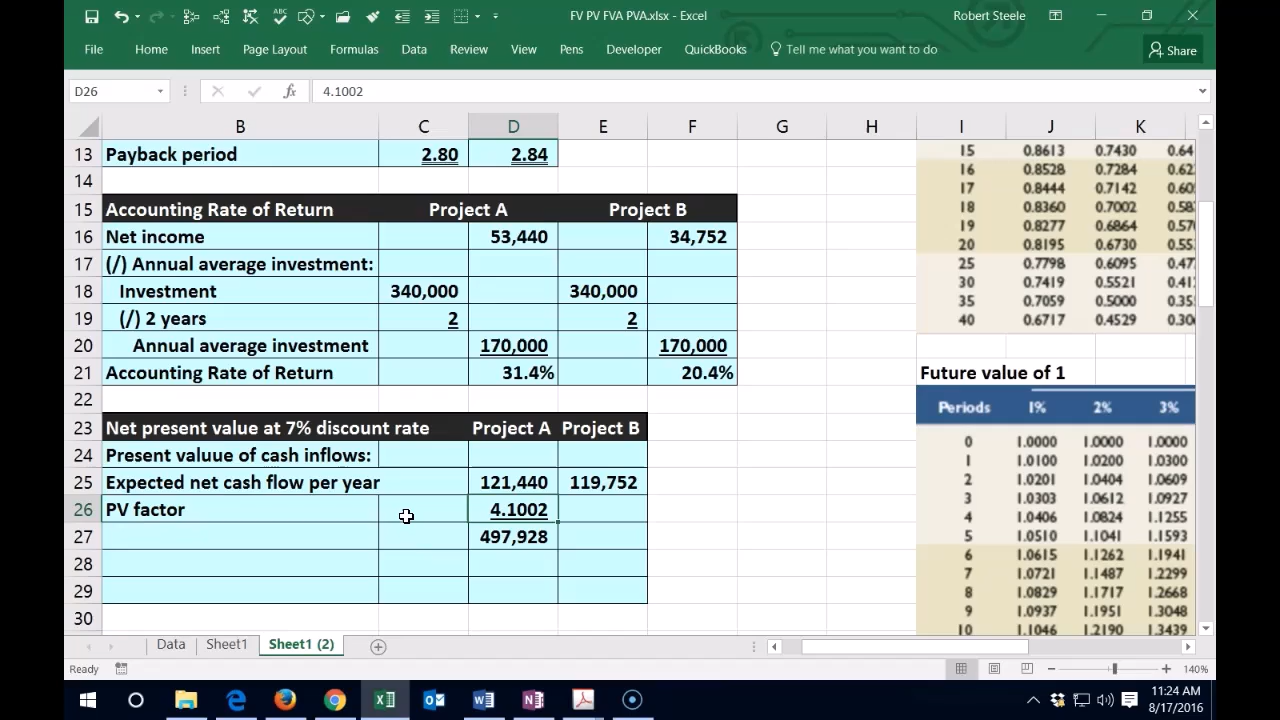 FV PV FVA PVA.xlsx - Excel
Robert Steele
File Home Insert Page Layout Formulas Data Review View Pens Developer QuickBooks Tell me what you want to do Share
D26 fx 4.1002
B C D E F G H I J K
13 Payback period 2.80 2.84
14
15 Accounting Rate of Return Project A Project B
16 Net income 53,440 34,752
17 (/) Annual average investment:
18 Investment 340,000 340,000
19 (/) 2 years 2 2
20 Annual average investment 170,000 170,000
21 Accounting Rate of Return 31.4% 20.4%
22
23 Net present value at 7% discount rate Project A Project B
24 Present valuue of cash inflows:
25 Expected net cash flow per year 121,440 119,752
26 PV factor 4.1002
27 497,928
28
29
30
15 0.8613 0.7430 0.64
16 0.8528 0.7284 0.62
17 0.8444 0.7142 0.60
18 0.8360 0.7002 0.58
19 0.8277 0.6864 0.57
20 0.8195 0.6730 0.55
25 0.7798 0.6095 0.47
30 0.7419 0.5521 0.41
35 0.7059 0.5000 0.35
40 0.6717 0.4529 0.30
Future value of 1
Periods 1% 2% 3%
0 1.0000 1.0000 1.0000
1 1.0100 1.0200 1.0300
2 1.0201 1.0404 1.0609
3 1.0303 1.0612 1.0927
4 1.0406 1.0824 1.1255
5 1.0510 1.1041 1.1593
6 1.0615 1.1262 1.1941
7 1.0721 1.1487 1.2299
8 1.0829 1.1717 1.2668
9 1.0937 1.1951 1.3048
10 1.1046 1.2190 1.3439
Data Sheet1 Sheet1 (2)
Ready 140%
11:24 AM
8/17/2016